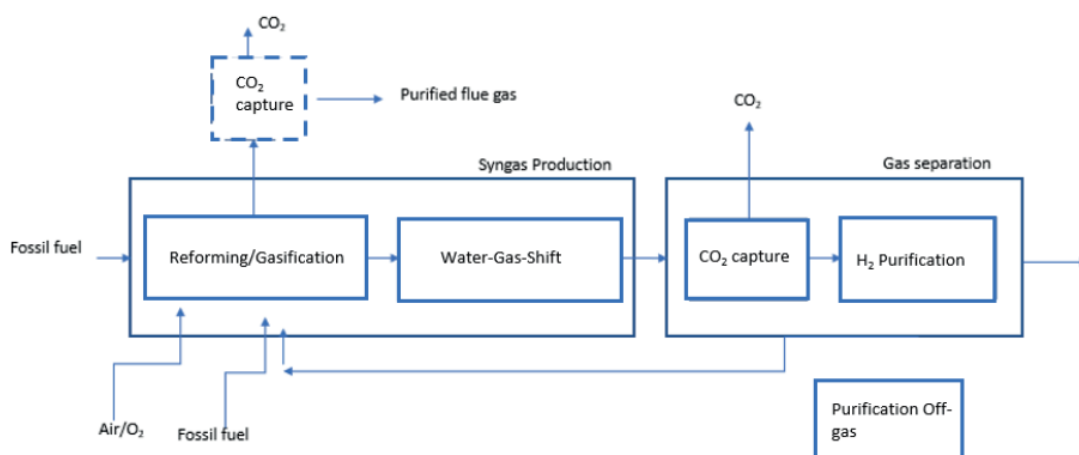 CO₂
CO₂
capture
Purified flue gas
CO₂
Syngas Production
Gas separation
Fossil fuel
Reforming/Gasification
Water-Gas-Shift
CO₂ capture
H₂ Purification
Air/O₂
Fossil fuel
Purification Off-
gas